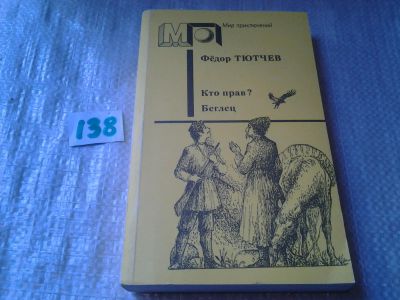 МП
Мир приключений
Фёдор ТЮТЧЕВ
Кто прав?
Беглец
138